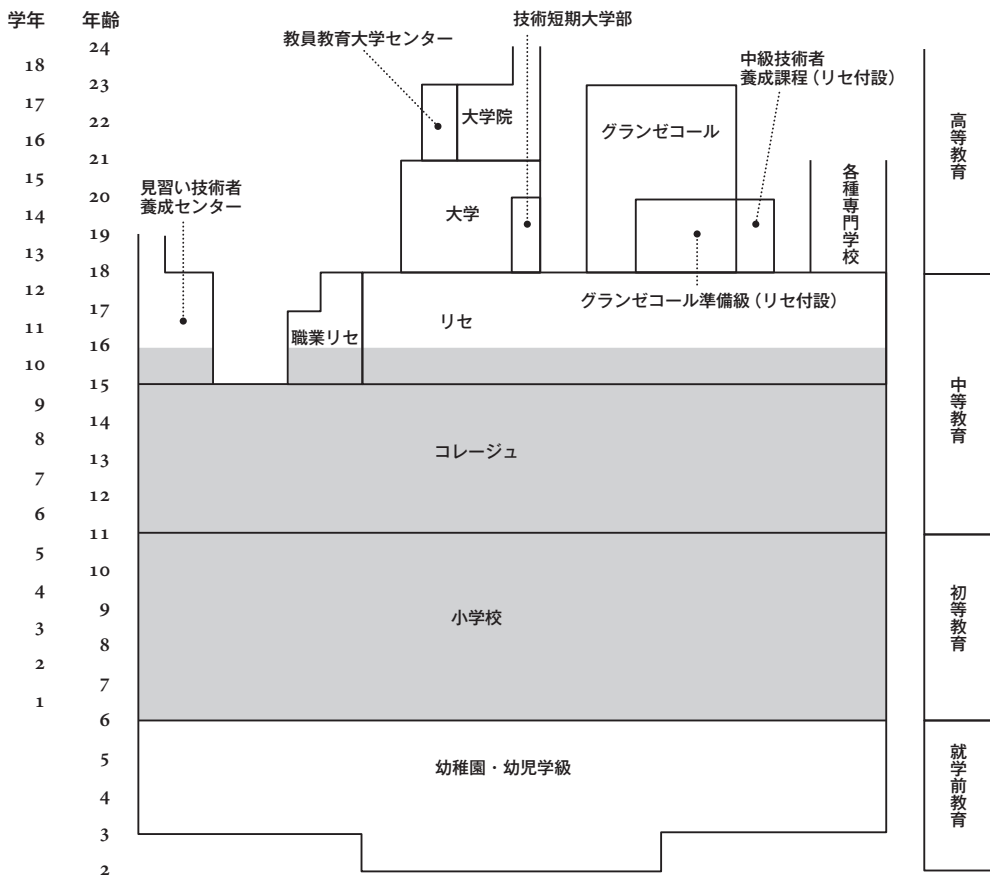 学年
年齢
技術短期大学部
教員教育大学センター
中級技術者
養成課程（リセ付設）
24
18
23
17
大学院
グランゼコール
22
16
21
高等教育
15
見習い技術者
養成センター
20
大学
各種専門学校
14
19
13
18
グランゼコール準備級（リセ付設）
12
17
リセ
職業リセ
11
16
10
15
中等教育
9
14
8
コレージュ
13
7
12
6
11
5
10
4
初等教育
9
小学校
3
8
2
7
1
6
幼稚園・幼児学級
5
就学前教育
4
3
2